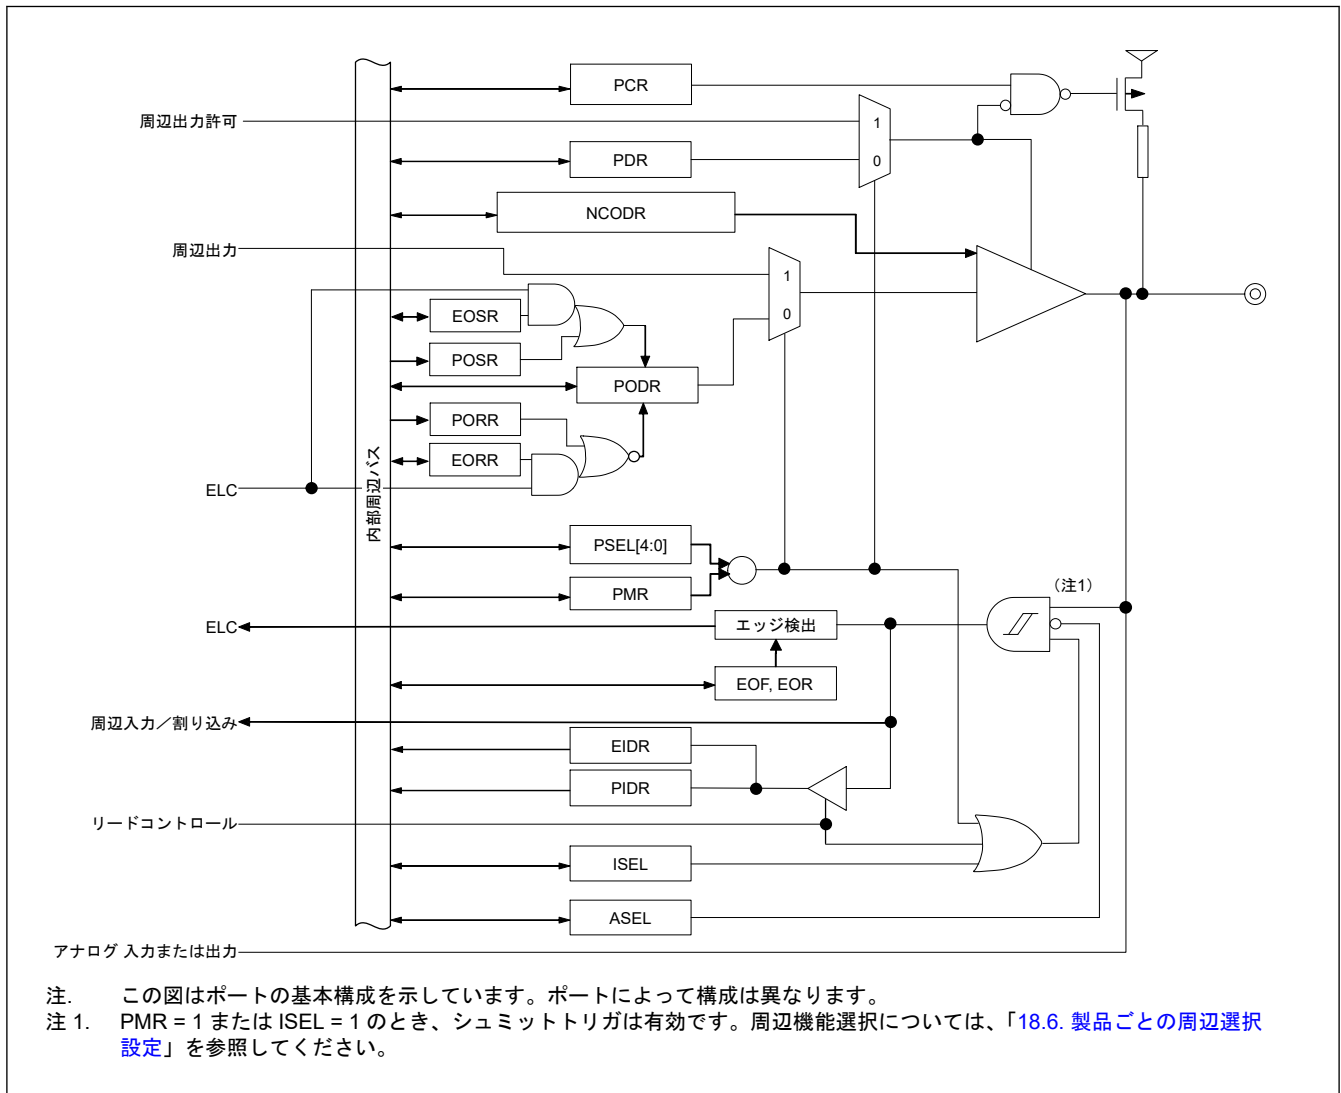 PCR
周辺出力許可
1
PDR
0
NCODR
周辺出力
1
EOSR
0
POSR
PODR
PORR
EORR
内部周辺バス
ELC
PSEL[4:0]
PMR
(注1)
ELC
エッジ検出
EOF, EOR
周辺入力／割り込み
EIDR
PIDR
リードコントロール
ISEL
ASEL
アナログ 入力または出力
注. この図はポートの基本構成を示しています。ポートによって構成は異なります。
注 1. PMR = 1 または ISEL = 1 のとき、シュミットトリガは有効です。周辺機能選択については、「18.6. 製品ごとの周辺選択
設定」を参照してください。